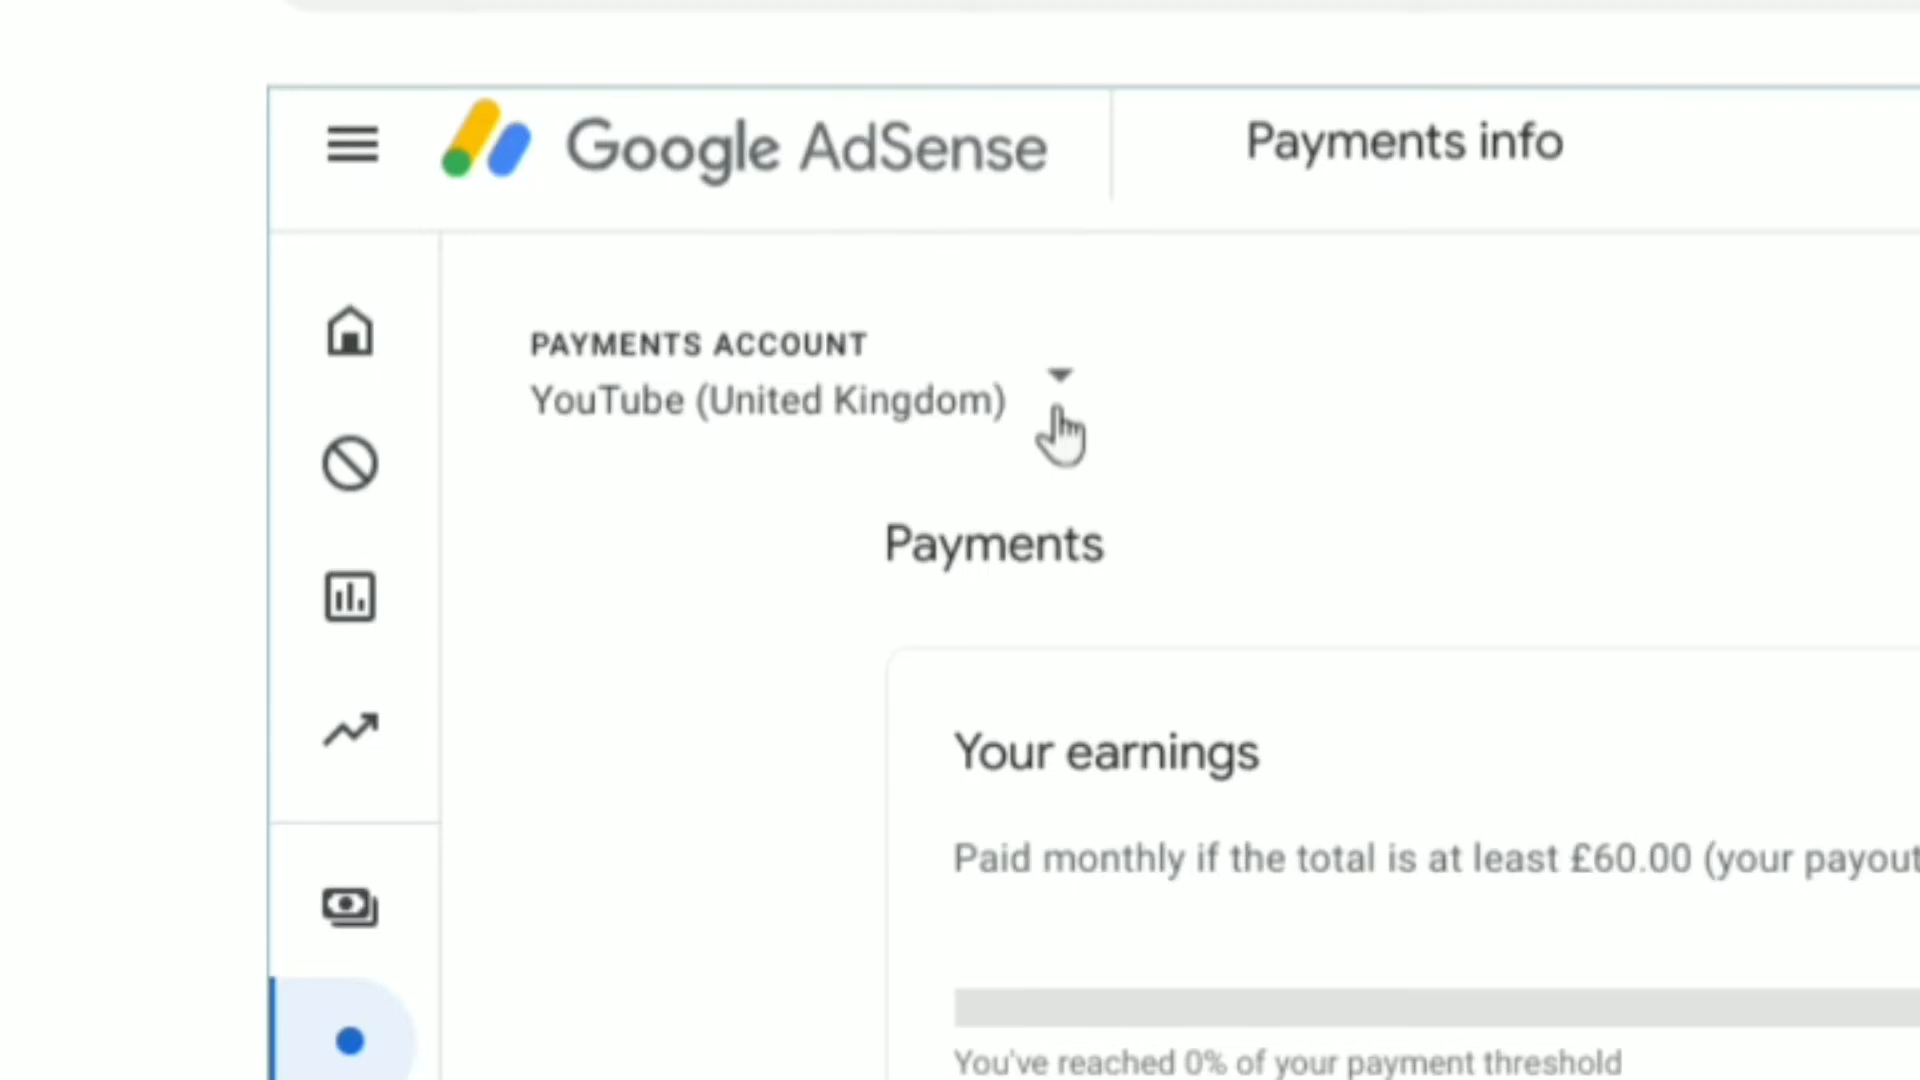 Google AdSense
Payments info
PAYMENTS ACCOUNT
YouTube (United Kingdom)
Payments
Your earnings
Paid monthly if the total is at least £60.00 (your payout
You've reached 0% of your payment threshold